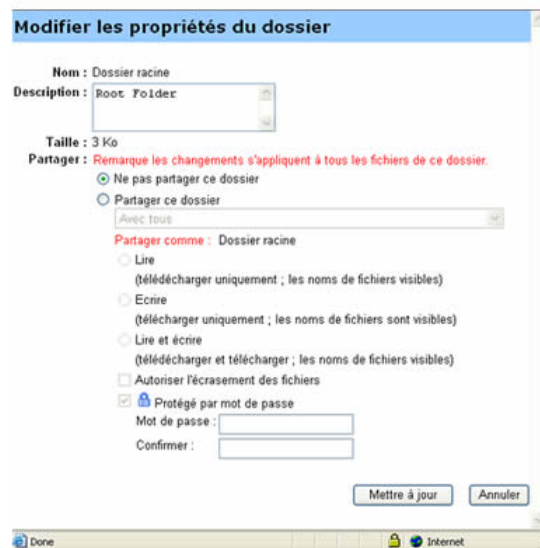 Modifier les propriétés du dossier
Nom : Dossier racine
Description : Root Folder
Taille : 3 Ko
Partager : Remarque les changements s'appliquent à tous les fichiers de ce dossier.
Ne pas partager ce dossier
Partager ce dossier
Avec tous
Partager comme : Dossier racine
Lire
(télédécharger uniquement ; les noms de fichiers visibles)
Ecrire
(télécharger uniquement ; les noms de fichiers sont visibles)
Lire et écrire
(télédécharger et télécharger ; les noms de fichiers visibles)
Autoriser l'écrasement des fichiers
Protégé par mot de passe
Mot de passe :
Confirmer :
Mettre à jour Annuler
Done Internet